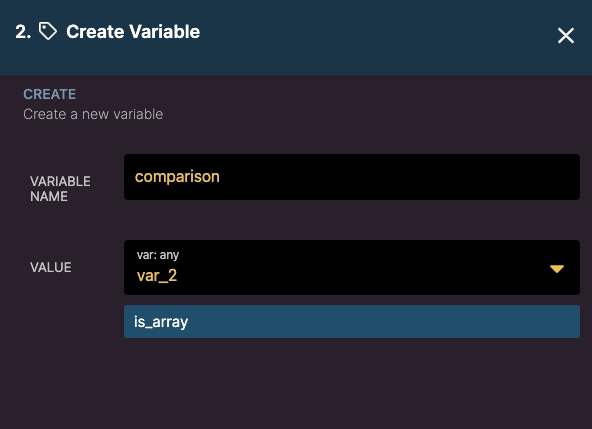 2. Create Variable
CREATE
Create a new variable
VARIABLE
NAME
comparison
VALUE
var: any
var_2
is_array